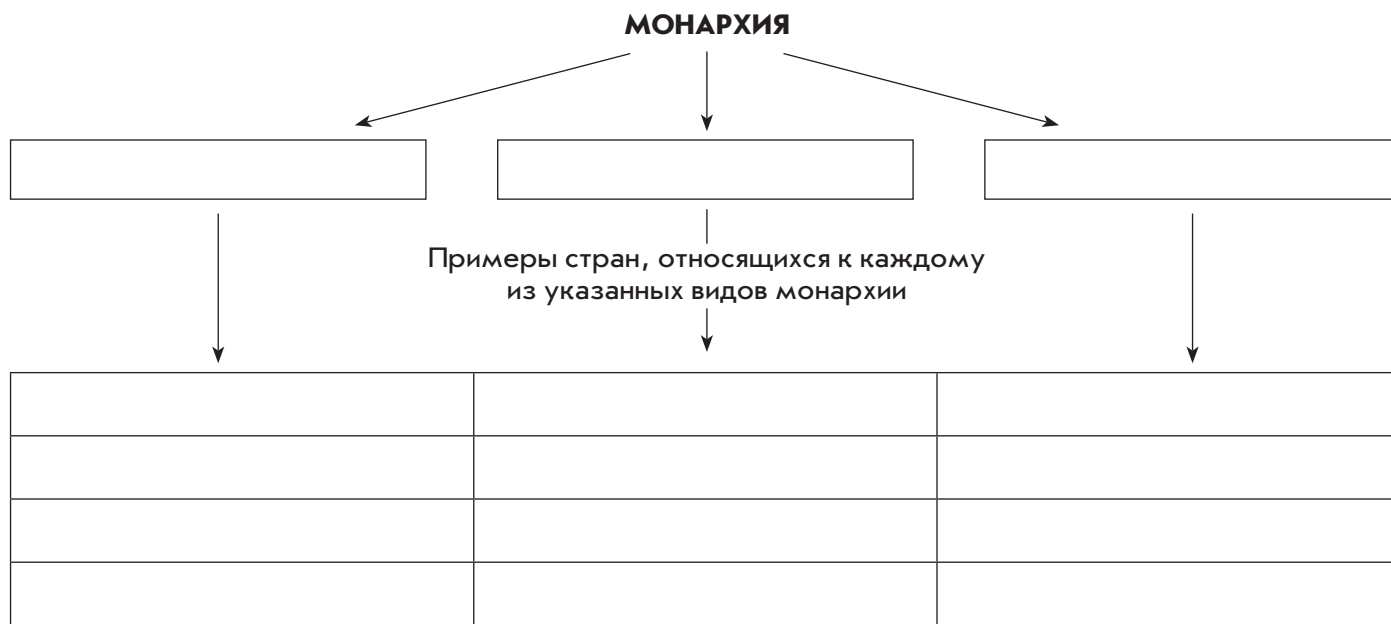 МОНАРХИЯ
Примеры стран, относящихся к каждому
из указанных видов монархии